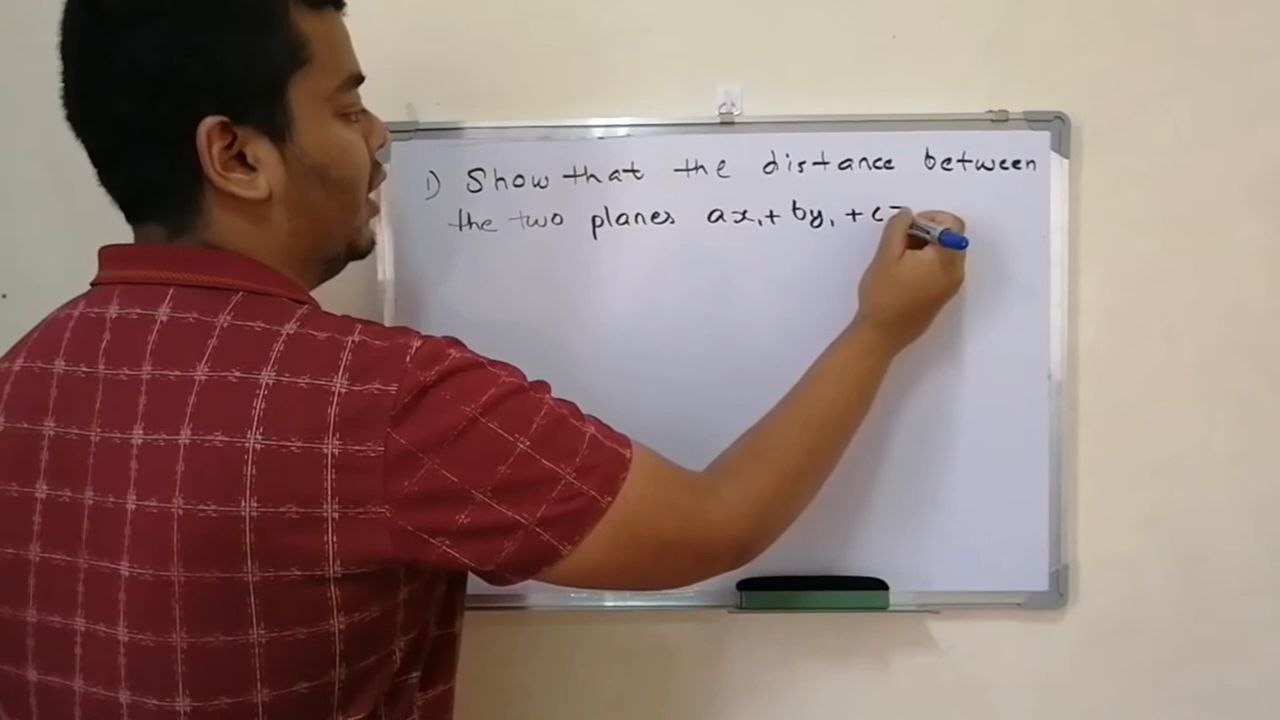 1) Show that the distance between
the two planes ax₁ + by₁ + c